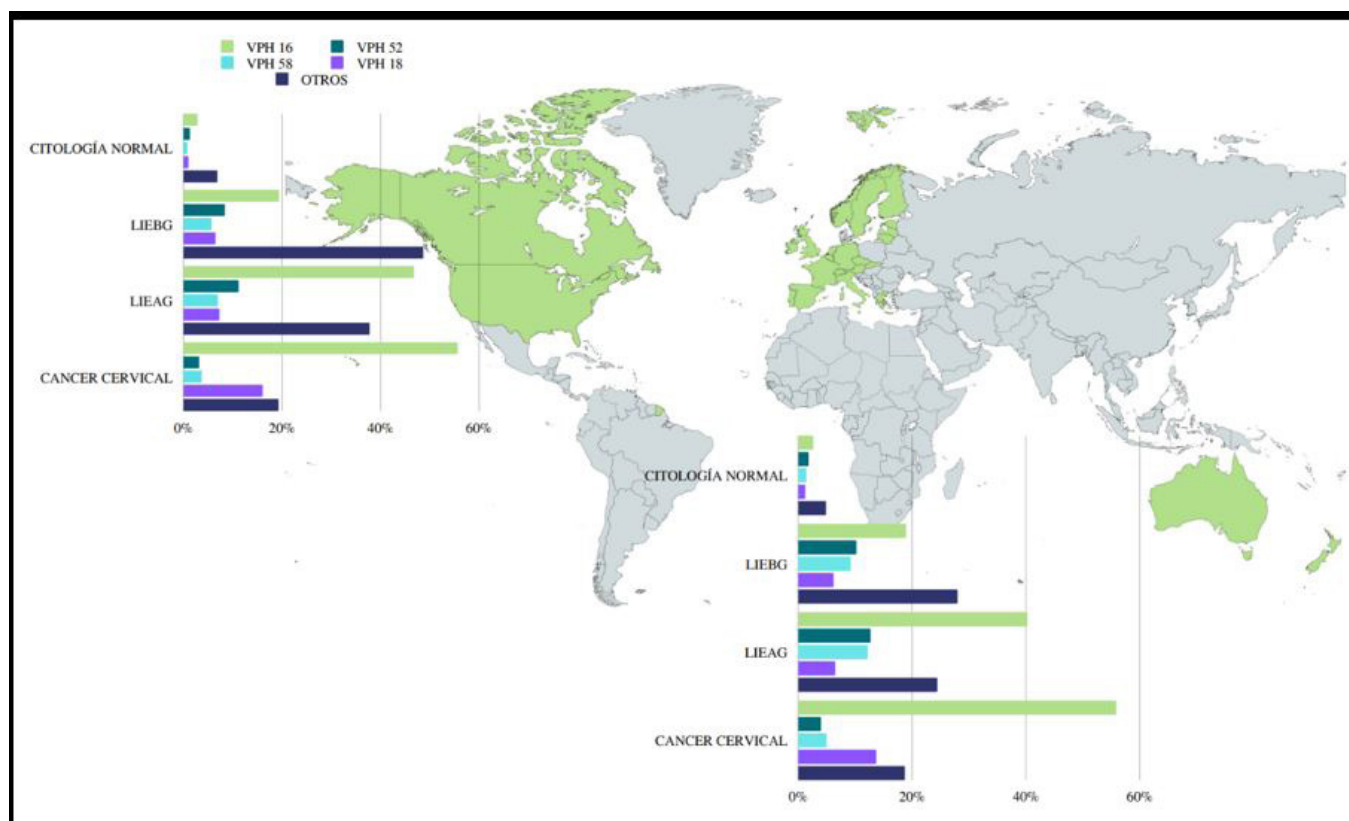 VPH 16 VPH 52
VPH 58 VPH 18
OTROS
CITOLOGÍA NORMAL
LIEBG
LIEAG
CANCER CERVICAL
0% 20% 40% 60%
CITOLOGÍA NORMAL
LIEBG
LIEAG
CANCER CERVICAL
0% 20% 40% 60%